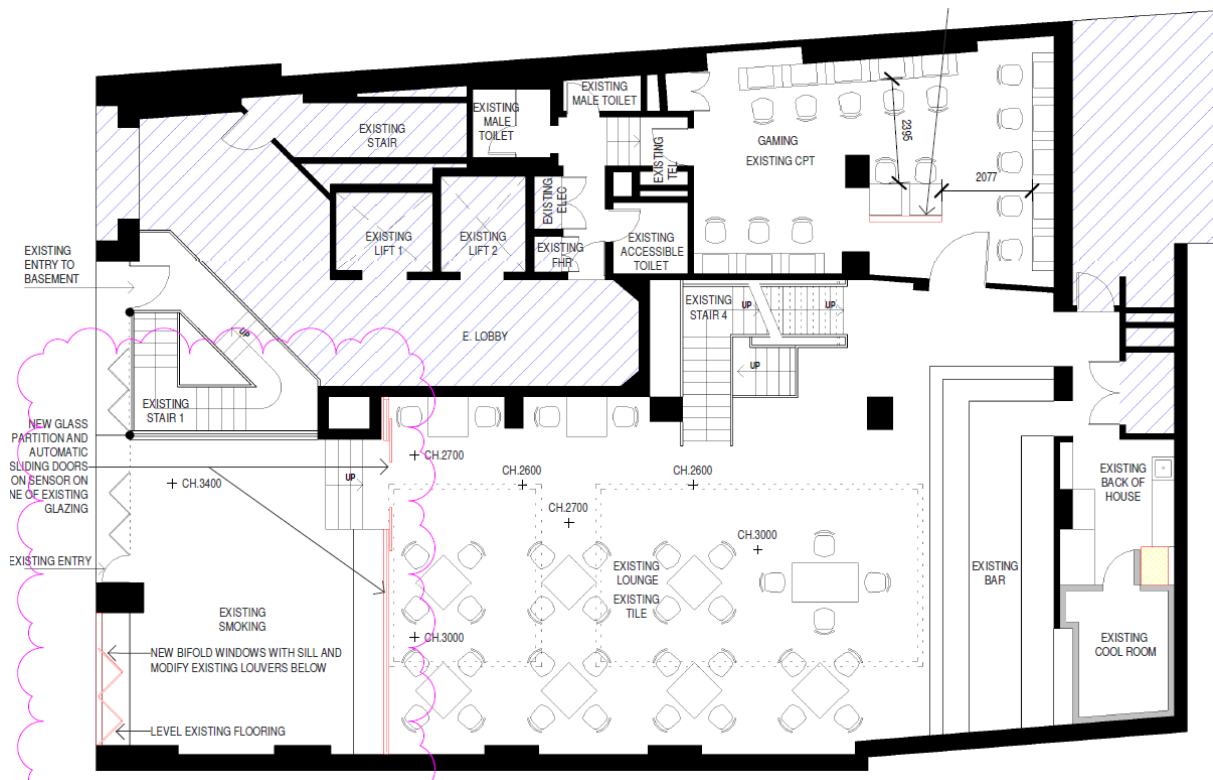 EXISTING
MALE TOILET
EXISTING
MALE
TOILET
EXISTING
STAIR
EXISTING
TEL
GAMING
EXISTING CPT
2395
2077
EXISTING
ELEC
EXISTING
LIFT 1
EXISTING
LIFT 2
EXISTING
FHR
EXISTING
ACCESSIBLE
TOILET
EXISTING
ENTRY TO
BASEMENT
EXISTING
STAIR 4
UP
UP
UP
E. LOBBY
UP
EXISTING
STAIR 1
NEW GLASS
PARTITION AND
AUTOMATIC
SLIDING DOORS
ON SENSOR ON
NE OF EXISTING
GLAZING
CH.3400
UP
CH.2700
CH.2600
CH.2600
CH.2700
CH.3000
EXISTING
BACK OF
HOUSE
EXISTING ENTRY
EXISTING
LOUNGE
EXISTING
TILE
EXISTING
BAR
EXISTING
SMOKING
CH.3000
EXISTING
COOL ROOM
NEW BIFOLD WINDOWS WITH SILL AND
MODIFY EXISTING LOUVERS BELOW
LEVEL EXISTING FLOORING